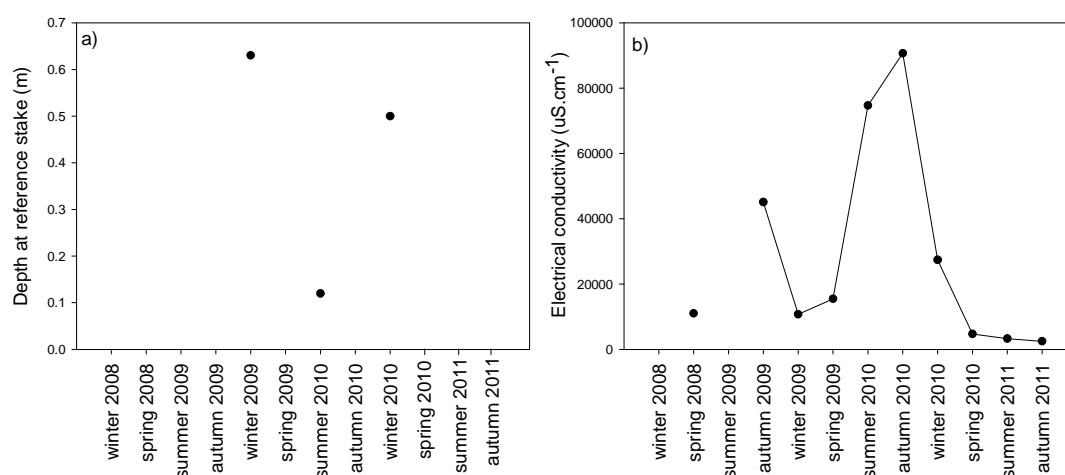 a)
Depth at reference stake (m)
0.7
0.6
0.5
0.4
0.3
0.2
0.1
0.0
winter 2008
spring 2008
summer 2009
autumn 2009
winter 2009
spring 2009
summer 2010
autumn 2010
winter 2010
spring 2010
summer 2011
autumn 2011
b)
Electrical conductivity (uS.cm⁻¹)
100000
80000
60000
40000
20000
0
winter 2008
spring 2008
summer 2009
autumn 2009
winter 2009
spring 2009
summer 2010
autumn 2010
winter 2010
spring 2010
summer 2011
autumn 2011